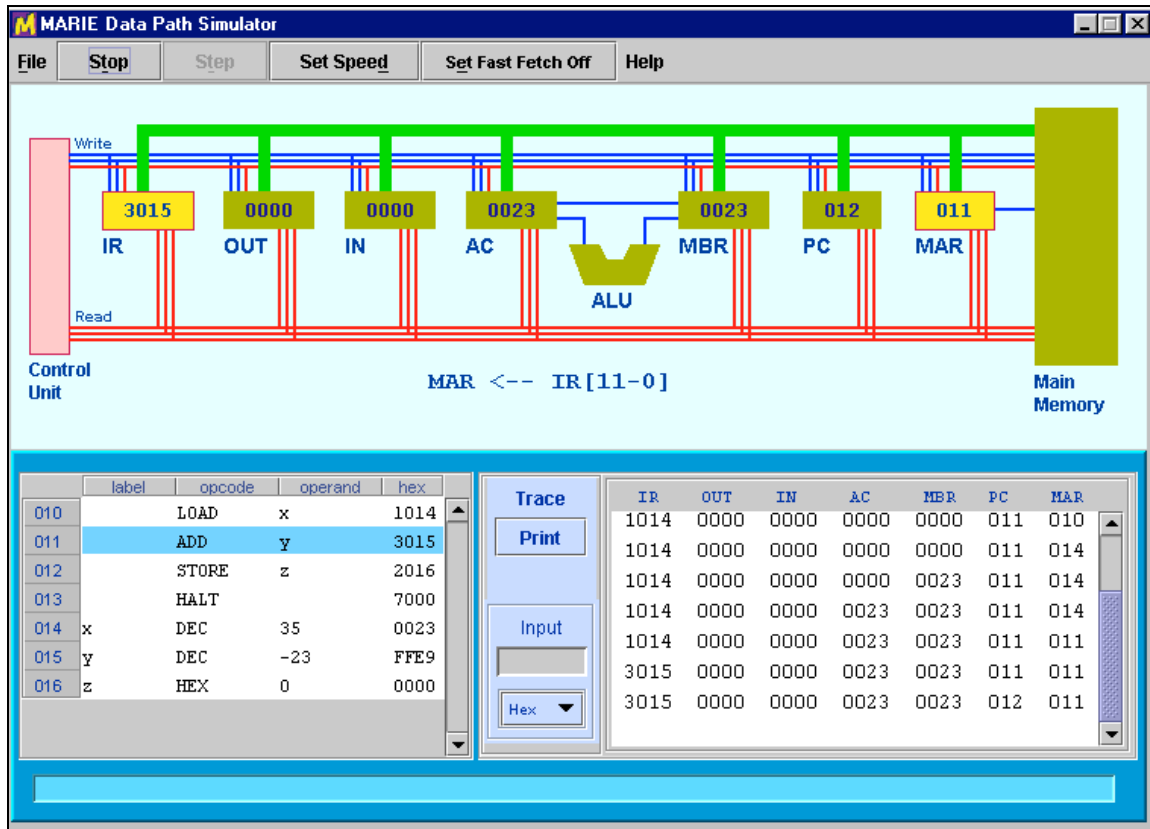 MARIE Data Path Simulator
File Stop Step Set Speed Set Fast Fetch Off Help
Write
3015 0000 0000 0023 0023 012 011
IR OUT IN AC MBR PC MAR
ALU
Read
Control Unit
MAR <-- IR[11-0]
Main Memory
label opcode operand hex
010 LOAD x 1014
011 ADD y 3015
012 STORE z 2016
013 HALT 7000
014 x DEC 35 0023
015 y DEC -23 FFE9
016 z HEX 0 0000
Trace
Print
Input
Hex
IR OUT IN AC MBR PC MAR
1014 0000 0000 0000 0000 011 010
1014 0000 0000 0000 0000 011 014
1014 0000 0000 0000 0023 011 014
1014 0000 0000 0023 0023 011 014
1014 0000 0000 0023 0023 011 011
3015 0000 0000 0023 0023 011 011
3015 0000 0000 0023 0023 012 011